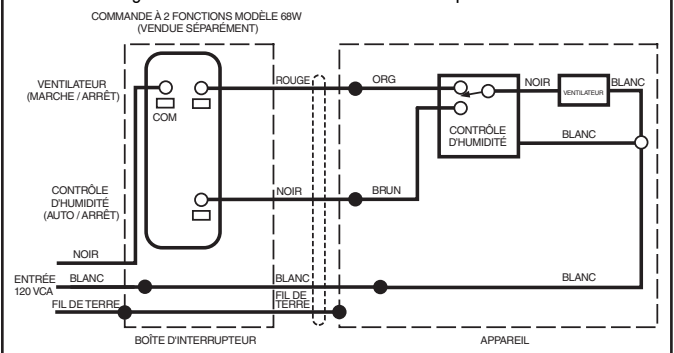 COMMANDE À 2 FONCTIONS MODÈLE 68W
(VENDUE SÉPARÉMENT)
VENTILATEUR
(MARCHE / ARRÊT)
COM
ROUGE
ORG
NOIR
BLANC
VENTILATEUR
CONTRÔLE
D'HUMIDITÉ
BLANC
CONTRÔLE
D'HUMIDITÉ
(AUTO / ARRÊT)
NOIR
BRUN
NOIR
ENTRÉE
120 VCA
BLANC
BLANC
BLANC
FIL DE TERRE
FIL DE
TERRE
BOÎTE D'INTERRUPTEUR
APPAREIL